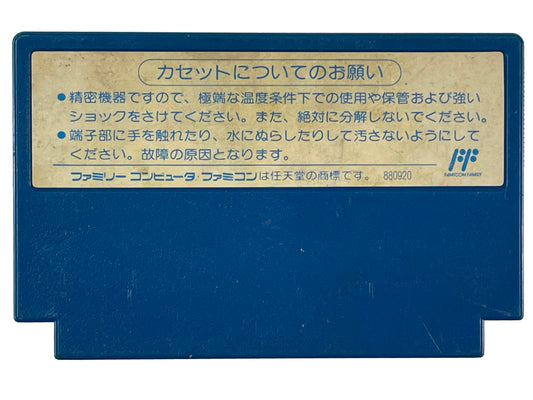 カセットについてのお願い
●精密機器ですので、極端な温度条件下での使用や保管および強い
ショックをさけてください。また、絶対に分解しないでください。
●端子部に手を触れたり、水にぬらしたりして汚さないようにして
ください。故障の原因となります。
FF
FAMICOM FAMILY
ファミリー コンピュータ・ファミコンは任天堂の商標です。 880920